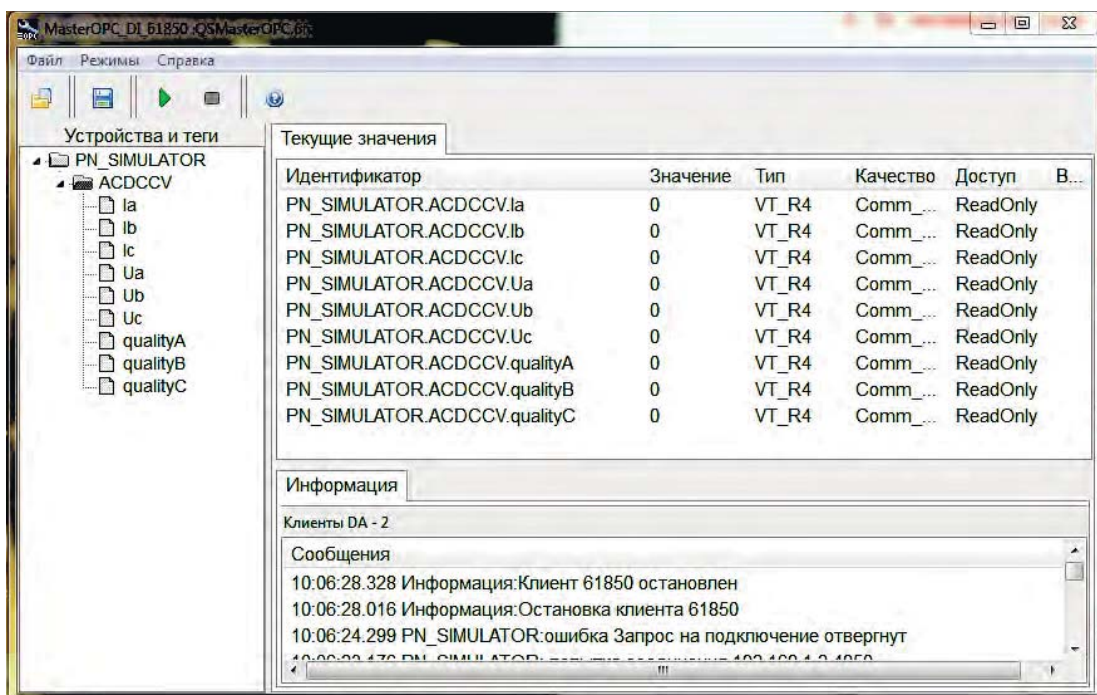 MasterOPC_DI_61850 :QSMasterOPC.
Файл Режимы Справка
Устройства и теги
PN_SIMULATOR
ACDCCV
Ia
Ib
Ic
Ua
Ub
Uc
qualityA
qualityB
qualityC
Текущие значения
Идентификатор Значение Тип Качество Доступ В...
PN_SIMULATOR.ACDCCV.Ia 0 VT_R4 Comm_... ReadOnly
PN_SIMULATOR.ACDCCV.Ib 0 VT_R4 Comm_... ReadOnly
PN_SIMULATOR.ACDCCV.Ic 0 VT_R4 Comm_... ReadOnly
PN_SIMULATOR.ACDCCV.Ua 0 VT_R4 Comm_... ReadOnly
PN_SIMULATOR.ACDCCV.Ub 0 VT_R4 Comm_... ReadOnly
PN_SIMULATOR.ACDCCV.Uc 0 VT_R4 Comm_... ReadOnly
PN_SIMULATOR.ACDCCV.qualityA 0 VT_R4 Comm_... ReadOnly
PN_SIMULATOR.ACDCCV.qualityB 0 VT_R4 Comm_... ReadOnly
PN_SIMULATOR.ACDCCV.qualityC 0 VT_R4 Comm_... ReadOnly
Информация
Клиенты DA - 2
Сообщения
10:06:28.328 Информация:Клиент 61850 остановлен
10:06:28.016 Информация:Остановка клиента 61850
10:06:24.299 PN_SIMULATOR:ошибка Запрос на подключение отвергнут